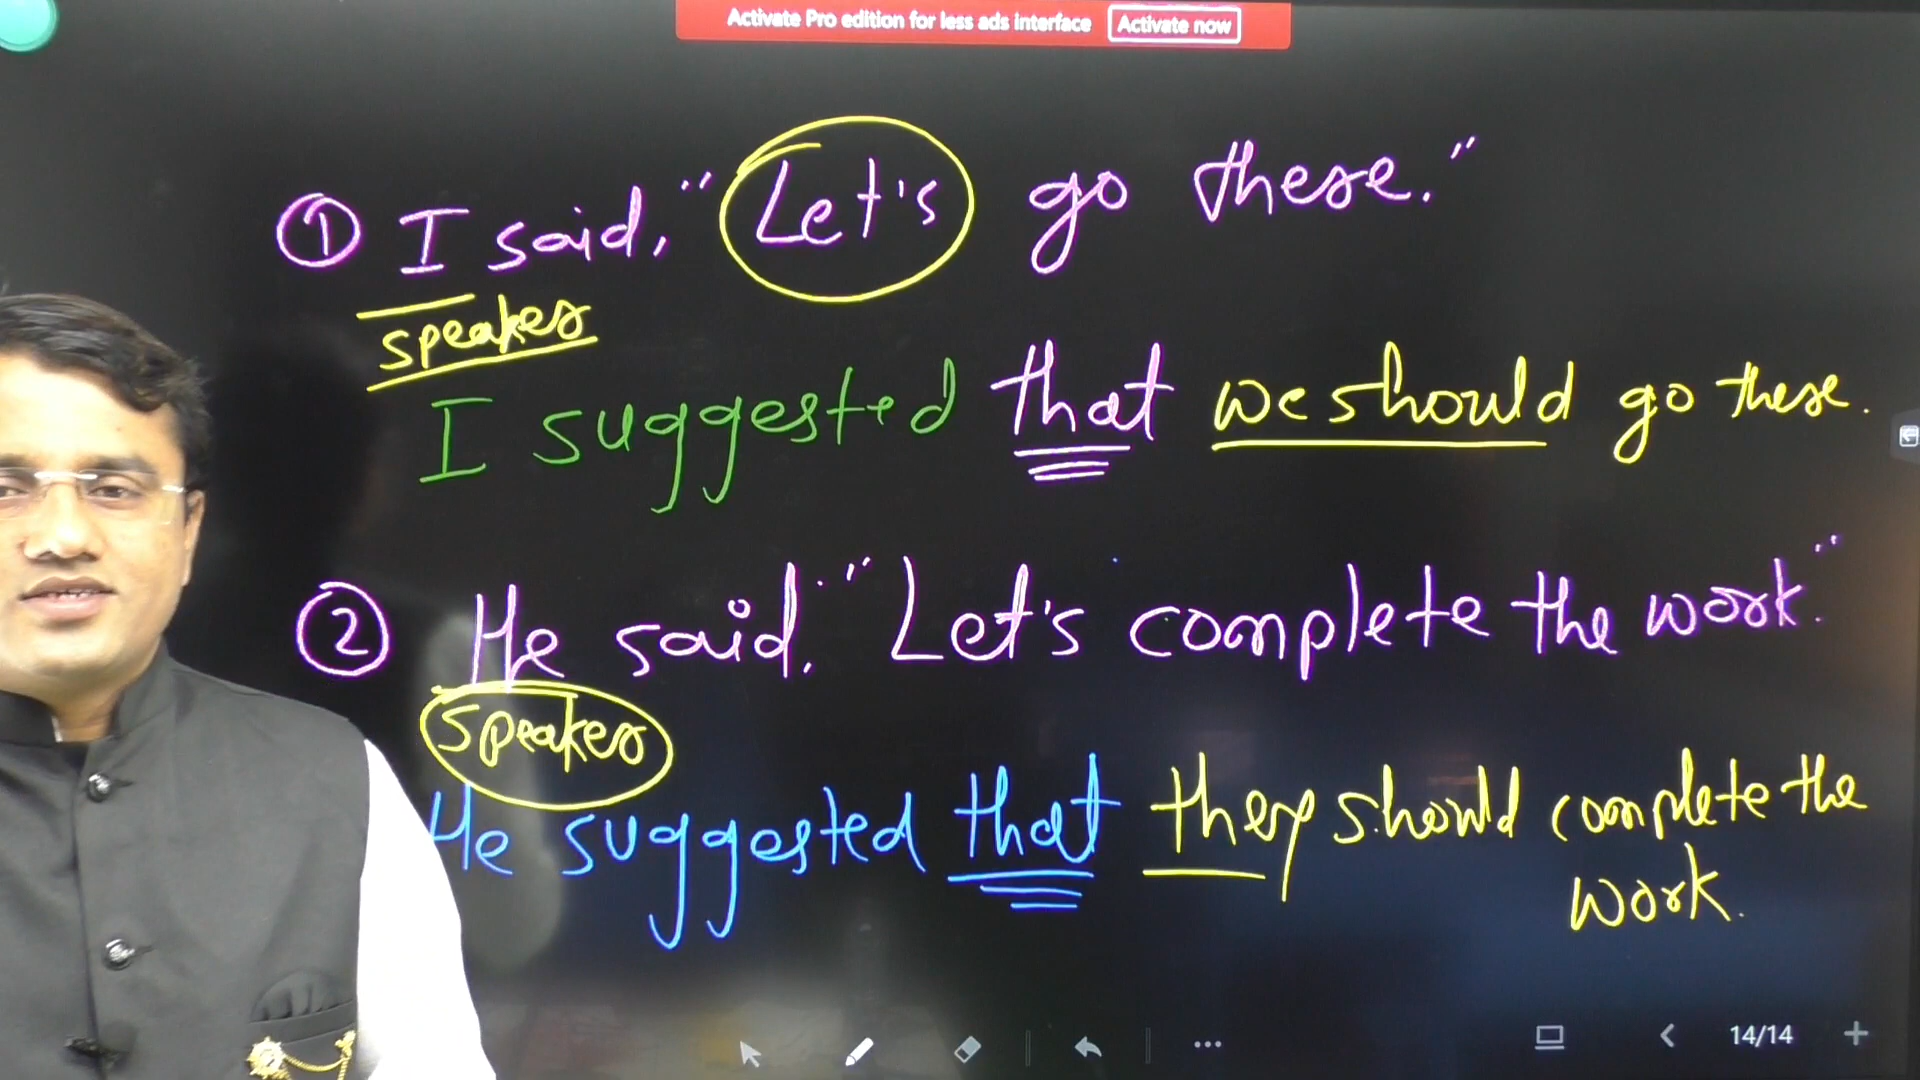 Activate Pro edition for less ads interface Activate now
① I said, "Let's go there."
speaker
I suggested that we should go there.
② He said, "Let's complete the work."
speaker
He suggested that they should complete the
work.
14/14